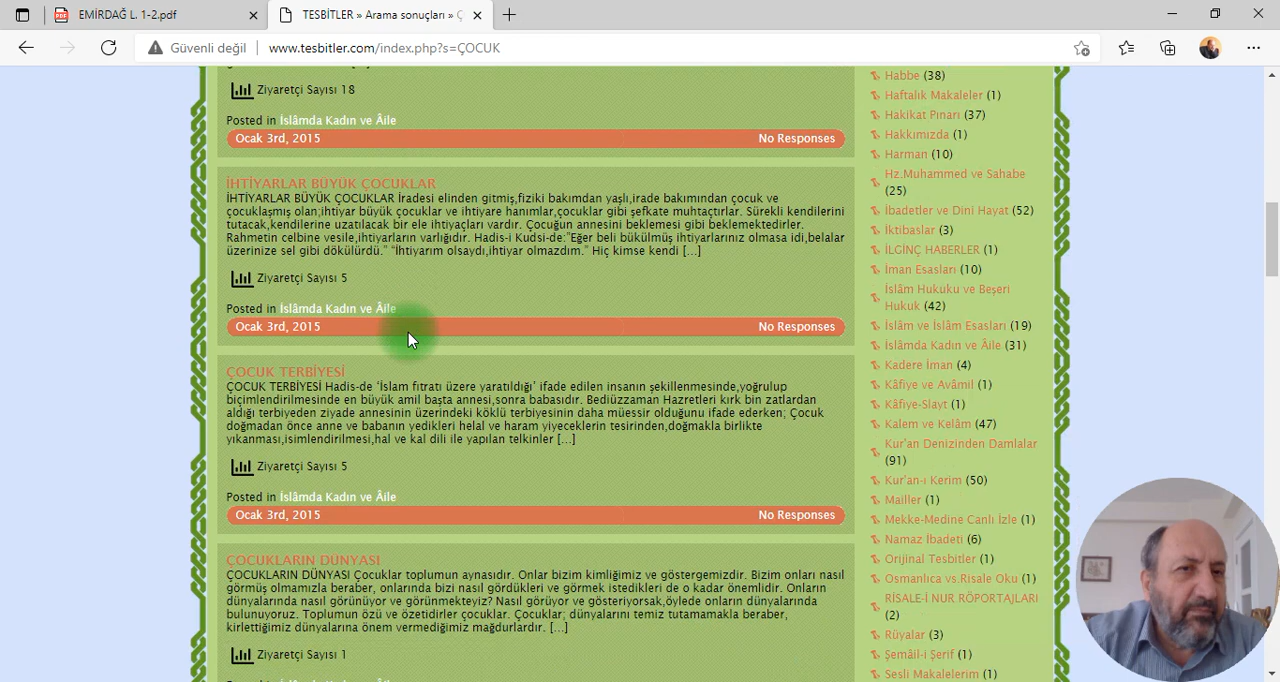 EMİRDAĞ L. 1-2.pdf
TESBİTLER » Arama sonuçları » Ç
Güvenli değil
www.tesbitler.com/index.php?s=ÇOCUK
Ziyaretçi Sayısı 18
Posted in İslâmda Kadın ve Âile
Ocak 3rd, 2015
No Responses
İHTİYARLAR BÜYÜK ÇOCUKLAR
İHTİYARLAR BÜYÜK ÇOCUKLAR İradesi elinden gitmiş,fiziki bakımdan yaşlı,irade bakımından çocuk ve
çocuklaşmış olan;ihtiyar büyük çocuklar ve ihtiyare hanımlar,çocuklar gibi şefkate muhtaçtırlar. Sürekli kendilerini
tutacak,kendilerine uzatılacak bir ele ihtiyaçları vardır. Çocuğun annesini beklemesi gibi beklemektedirler.
Rahmetin celbine vesile,ihtiyarların varlığıdır. Hadis-i Kudsi-de:"Eğer beli bükülmüş ihtiyarlarınız olmasa idi,belalar
üzerinize sel gibi dökülürdü." "İhtiyarım olsaydı,ihtiyar olmazdım." Hiç kimse kendi [...]
Ziyaretçi Sayısı 5
Posted in İslâmda Kadın ve Âile
Ocak 3rd, 2015
No Responses
ÇOCUK TERBİYESİ
ÇOCUK TERBİYESİ Hadis-de 'İslam fıtratı üzere yaratıldığı' ifade edilen insanın şekillenmesinde,yoğrulup
biçimlendirilmesinde en büyük amil başta annesi,sonra babasıdır. Bediüzzaman Hazretleri kırk bin zatlardan
aldığı terbiyeden ziyade annesinin üzerindeki köklü terbiyesinin daha müessir olduğunu ifade ederken; Çocuk
doğmadan önce anne ve babanın yedikleri helal ve haram yiyeceklerin tesirinden,doğmakla birlikte
yıkanması,isimlendirilmesi,hal ve kal dili ile yapılan telkinler [...]
Ziyaretçi Sayısı 5
Posted in İslâmda Kadın ve Âile
Ocak 3rd, 2015
No Responses
ÇOCUKLARIN DÜNYASI
ÇOCUKLARIN DÜNYASI Çocuklar toplumun aynasıdır. Onlar bizim kimliğimiz ve göstergemizdir. Bizim onları nasıl
görmüş olmamızla beraber, onlarında bizi nasıl gördükleri ve görmek istedikleri de o kadar önemlidir. Onların
dünyalarında nasıl görünüyor ve görünmekteyiz? Nasıl görüyor ve gösteriyorsak,öylede onların dünyalarında
bulunuyoruz. Toplumun özü ve özetidirler çocuklar. Çocuklar; dünyalarını temiz tutamamakla beraber,
kirlettiğimiz dünyalarına önem vermediğimiz mağdurlardır. [...]
Ziyaretçi Sayısı 1
Habbe (38)
Haftalık Makaleler (1)
Hakikat Pınarı (37)
Hakkımızda (1)
Harman (10)
Hz.Muhammed ve Sahabe
(25)
İbadetler ve Dini Hayat (52)
İktibaslar (3)
İLGİNÇ HABERLER (1)
İman Esasları (10)
İslâm Hukuku ve Beşeri
Hukuk (42)
İslâm ve İslâm Esasları (19)
İslâmda Kadın ve Âile (31)
Kadere İman (4)
Kâfiye ve Avâmil (1)
Kâfiye-Slayt (1)
Kalem ve Kelâm (47)
Kur'an Denizinden Damlalar
(91)
Kur'an-ı Kerim (50)
Mailler (1)
Mekke-Medine Canlı İzle (1)
Namaz İbadeti (6)
Orıjinal Tesbitler (1)
Osmanlıca vs.Risale Oku (1)
RİSALE-İ NUR RÖPORTAJLARI
(2)
Rüyalar (3)
Şemâil-i Şerif (1)
Sesli Makalelerim (1)